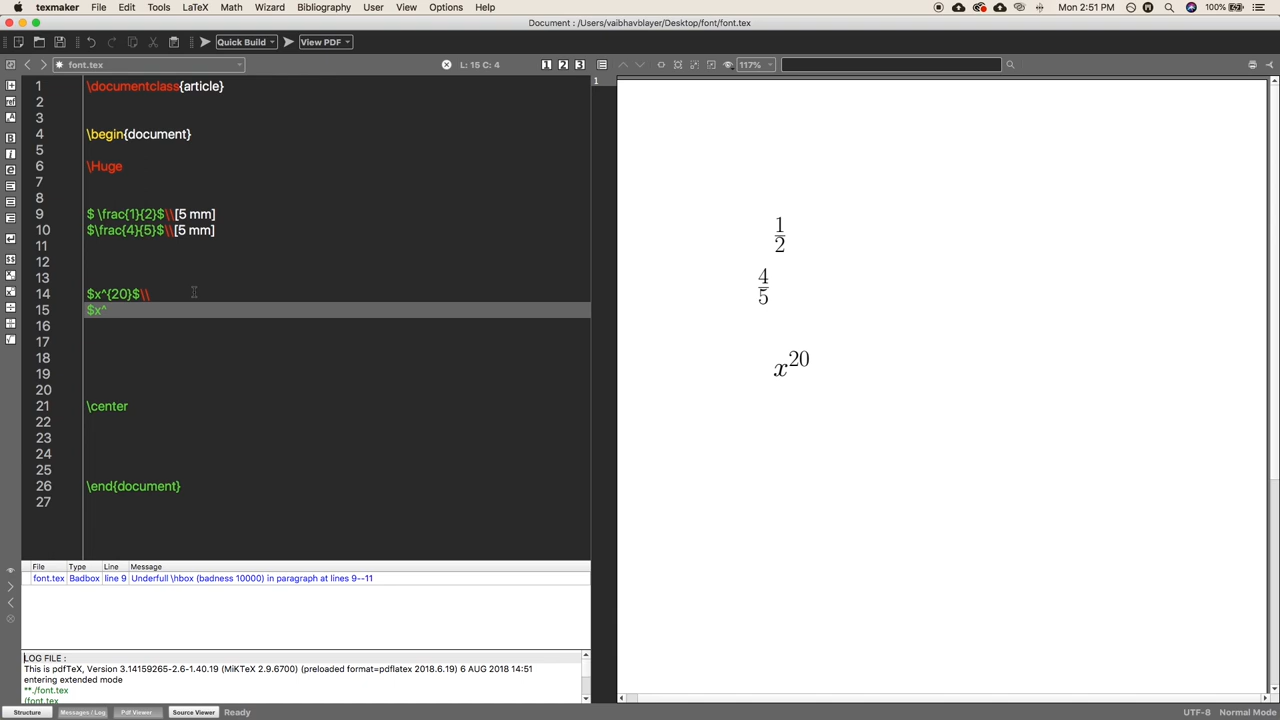 texmaker File Edit Tools LaTeX Math Wizard Bibliography User View Options Help 100% Mon 2:51 PM
Document : /Users/vaibhavblayer/Desktop/font/font.tex
Quick Build View PDF
font.tex L: 15 C: 4 1 2 3 117%
1 \documentclass{article}
2
3
4 \begin{document}
5
6 \Huge
7
8
9 $ \frac{1}{2}$\\[5 mm]
10 $\frac{4}{5}$\\[5 mm]
11
12
13
14 $x^{20}$\\
15 $x^
16
17
18
19
20
21 \center
22
23
24
25
26 \end{document}
27
1
1
2
4
5
x20
File Type Line Message
font.tex Badbox line 9 Underfull \hbox (badness 10000) in paragraph at lines 9--11
LOG FILE :
This is pdfTeX, Version 3.14159265-2.6-1.40.19 (MiKTeX 2.9.6700) (preloaded format=pdflatex 2018.6.19) 6 AUG 2018 14:51
entering extended mode
**./font.tex
(font.tex
Structure Messages / Log Pdf Viewer Source Viewer Ready UTF-8 Normal Mode